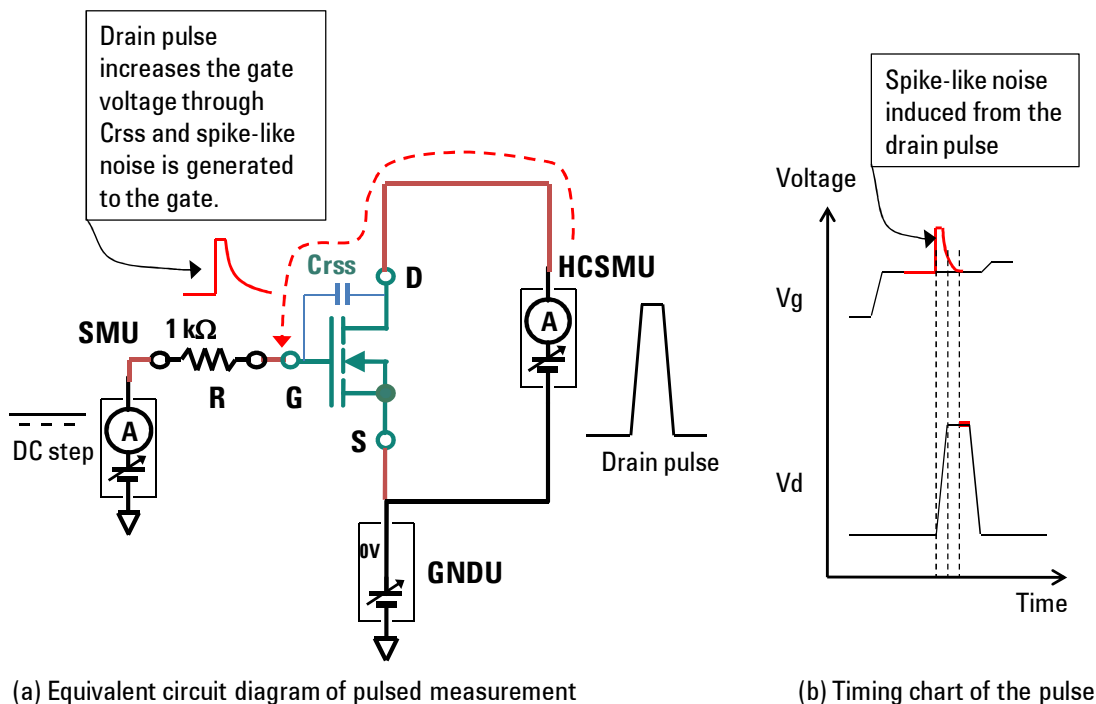 Drain pulse
increases the gate
voltage through
Crss and spike-like
noise is generated
to the gate.
Crss
D
HCSMU
A
SMU
1 kΩ
R
G
A
DC step
S
Drain pulse
0V
GNDU
(a) Equivalent circuit diagram of pulsed measurement
Spike-like noise
induced from the
drain pulse
Voltage
Vg
Vd
Time
(b) Timing chart of the pulse